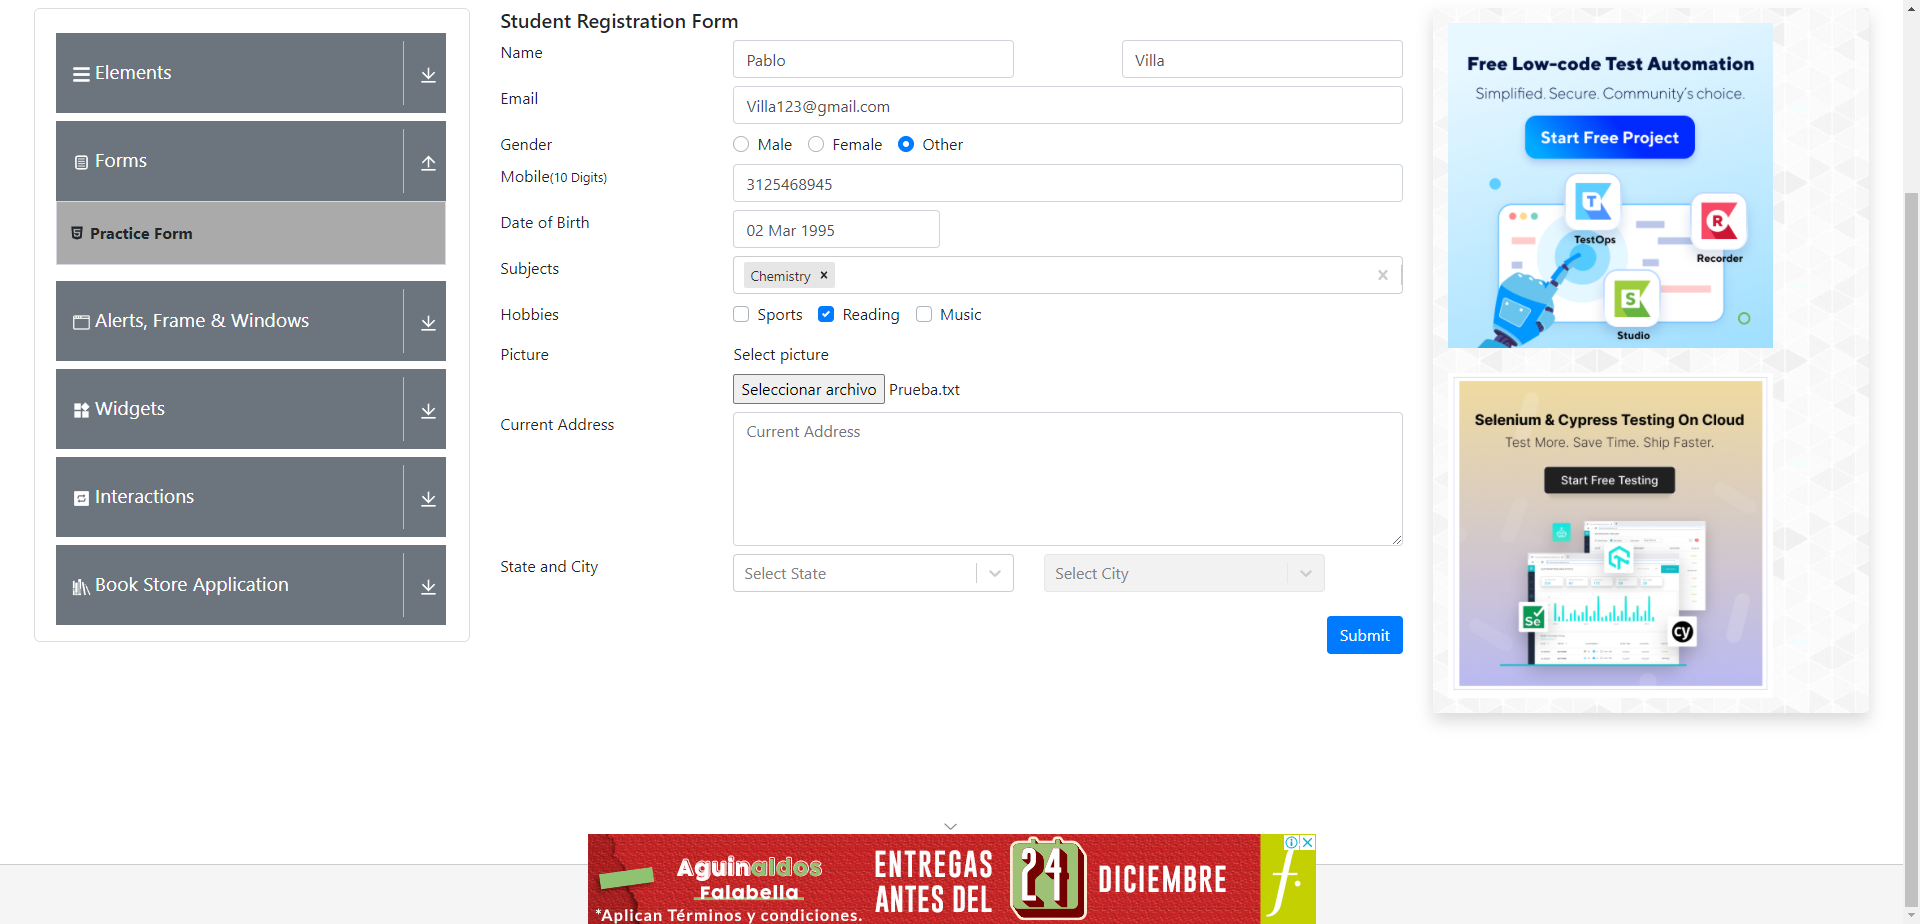 Elements
Forms
Practice Form
Alerts, Frame & Windows
Widgets
Interactions
Book Store Application
Student Registration Form
Name
Pablo
Villa
Email
Villa123@gmail.com
Gender
Male
Female
Other
Mobile(10 Digits)
3125468945
Date of Birth
02 Mar 1995
Subjects
Chemistry
Hobbies
Sports
Reading
Music
Picture
Select picture
Seleccionar archivo Prueba.txt
Current Address
Current Address
State and City
Select State
Select City
Submit
Free Low-code Test Automation
Simplified. Secure. Community's choice.
Start Free Project
T
TestOps
R
Recorder
S
Studio
Selenium & Cypress Testing On Cloud
Test More. Save Time. Ship Faster.
Start Free Testing
Se
cy
Aguinaldos
Falabella
*Aplican Términos y condiciones.
ENTREGAS
ANTES DEL
24
DICIEMBRE
f.